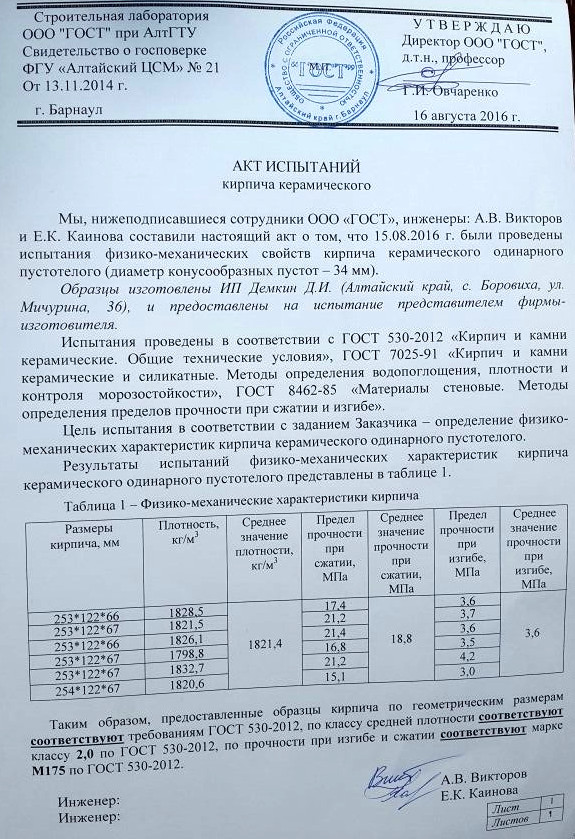 Строительная лаборатория
ООО "ГОСТ" при АлтГТУ
Свидетельство о госповерке
ФГУ «Алтайский ЦСМ» № 21
От 13.11.2014 г.
г. Барнаул
Российская Федерация
ОБЩЕСТВО С ОГРАНИЧЕННОЙ ОТВЕТСТВЕННОСТЬЮ
"ГОСТ"
Алтайский край г. Барнаул
У Т В Е Р Ж Д А Ю
Директор ООО "ГОСТ",
д.т.н., профессор
Г.И. Овчаренко
16 августа 2016 г.
АКТ ИСПЫТАНИЙ
кирпича керамического
Мы, нижеподписавшиеся сотрудники ООО «ГОСТ», инженеры: А.В. Викторов
и Е.К. Каинова составили настоящий акт о том, что 15.08.2016 г. были проведены
испытания физико-механических свойств кирпича керамического одинарного
пустотелого (диаметр конусообразных пустот – 34 мм).
Образцы изготовлены ИП Демкин Д.И. (Алтайский край, с. Боровиха, ул.
Мичурина, 36), и предоставлены на испытание представителем фирмы-
изготовителя.
Испытания проведены в соответствии с ГОСТ 530-2012 «Кирпич и камни
керамические. Общие технические условия», ГОСТ 7025-91 «Кирпич и камни
керамические и силикатные. Методы определения водопоглощения, плотности и
контроля морозостойкости», ГОСТ 8462-85 «Материалы стеновые. Методы
определения пределов прочности при сжатии и изгибе».
Цель испытания в соответствии с заданием Заказчика – определение физико-
механических характеристик кирпича керамического одинарного пустотелого.
Результаты испытаний физико-механических характеристик кирпича
керамического одинарного пустотелого представлены в таблице 1.
Таблица 1 – Физико-механические характеристики кирпича
Размеры кирпича, мм Плотность, кг/м³ Среднее значение плотности, кг/м³ Предел прочности при сжатии, МПа Среднее значение прочности при сжатии, МПа Предел прочности при изгибе, МПа Среднее значение прочности при изгибе, МПа
253*122*66 1828,5 1821,4 17,4 18,8 3,6 3,6
253*122*67 1821,5 21,2 3,7
253*122*66 1826,1 21,4 3,6
253*122*67 1798,8 16,8 3,5
253*122*67 1832,7 21,2 4,2
254*122*67 1820,6 15,1 3,0
Таким образом, предоставленные образцы кирпича по геометрическим размерам
соответствуют требованиям ГОСТ 530-2012, по классу средней плотности соответствуют
классу 2,0 по ГОСТ 530-2012, по прочности при изгибе и сжатии соответствуют марке
М175 по ГОСТ 530-2012.
Инженер: А.В. Викторов
Инженер: Е.К. Каинова
Лист 1
Листов 1